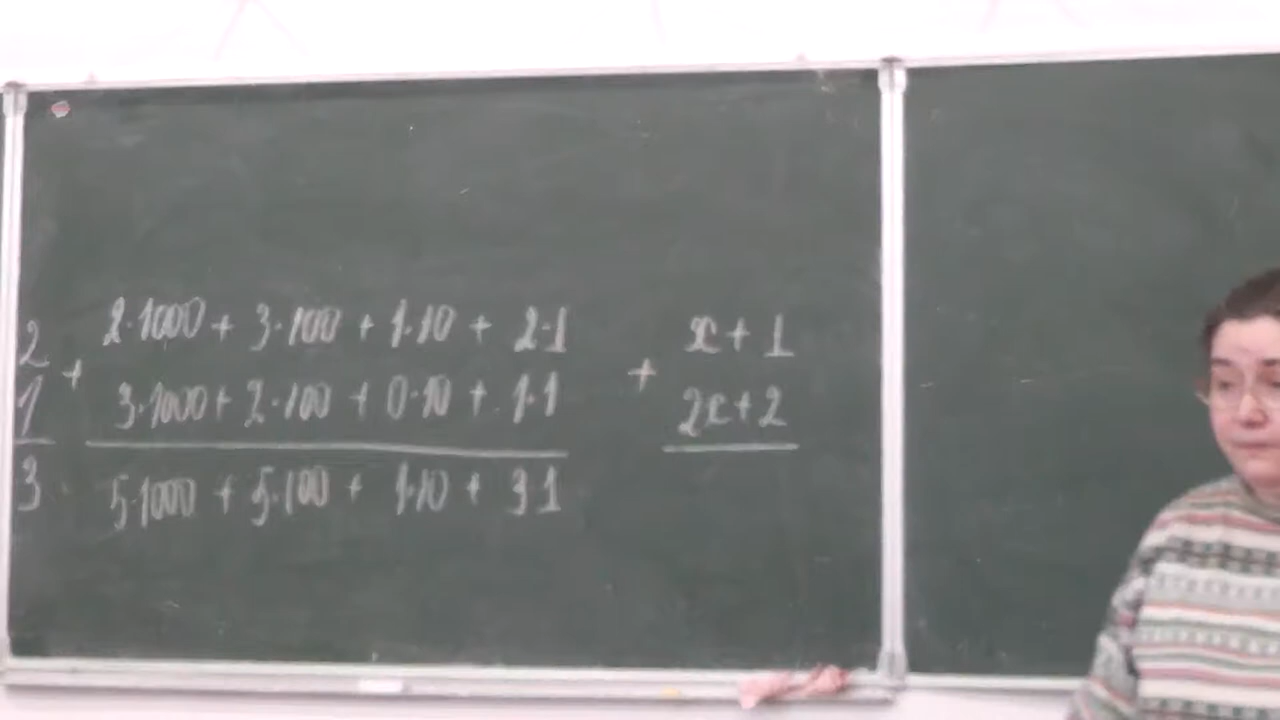 2
1
3
+
2·1000 + 3·100 + 1·10 + 2·1
3·1000 + 2·100 + 0·10 + 1·1
5·1000 + 5·100 + 1·10 + 3·1
+
x + 1
2x + 2